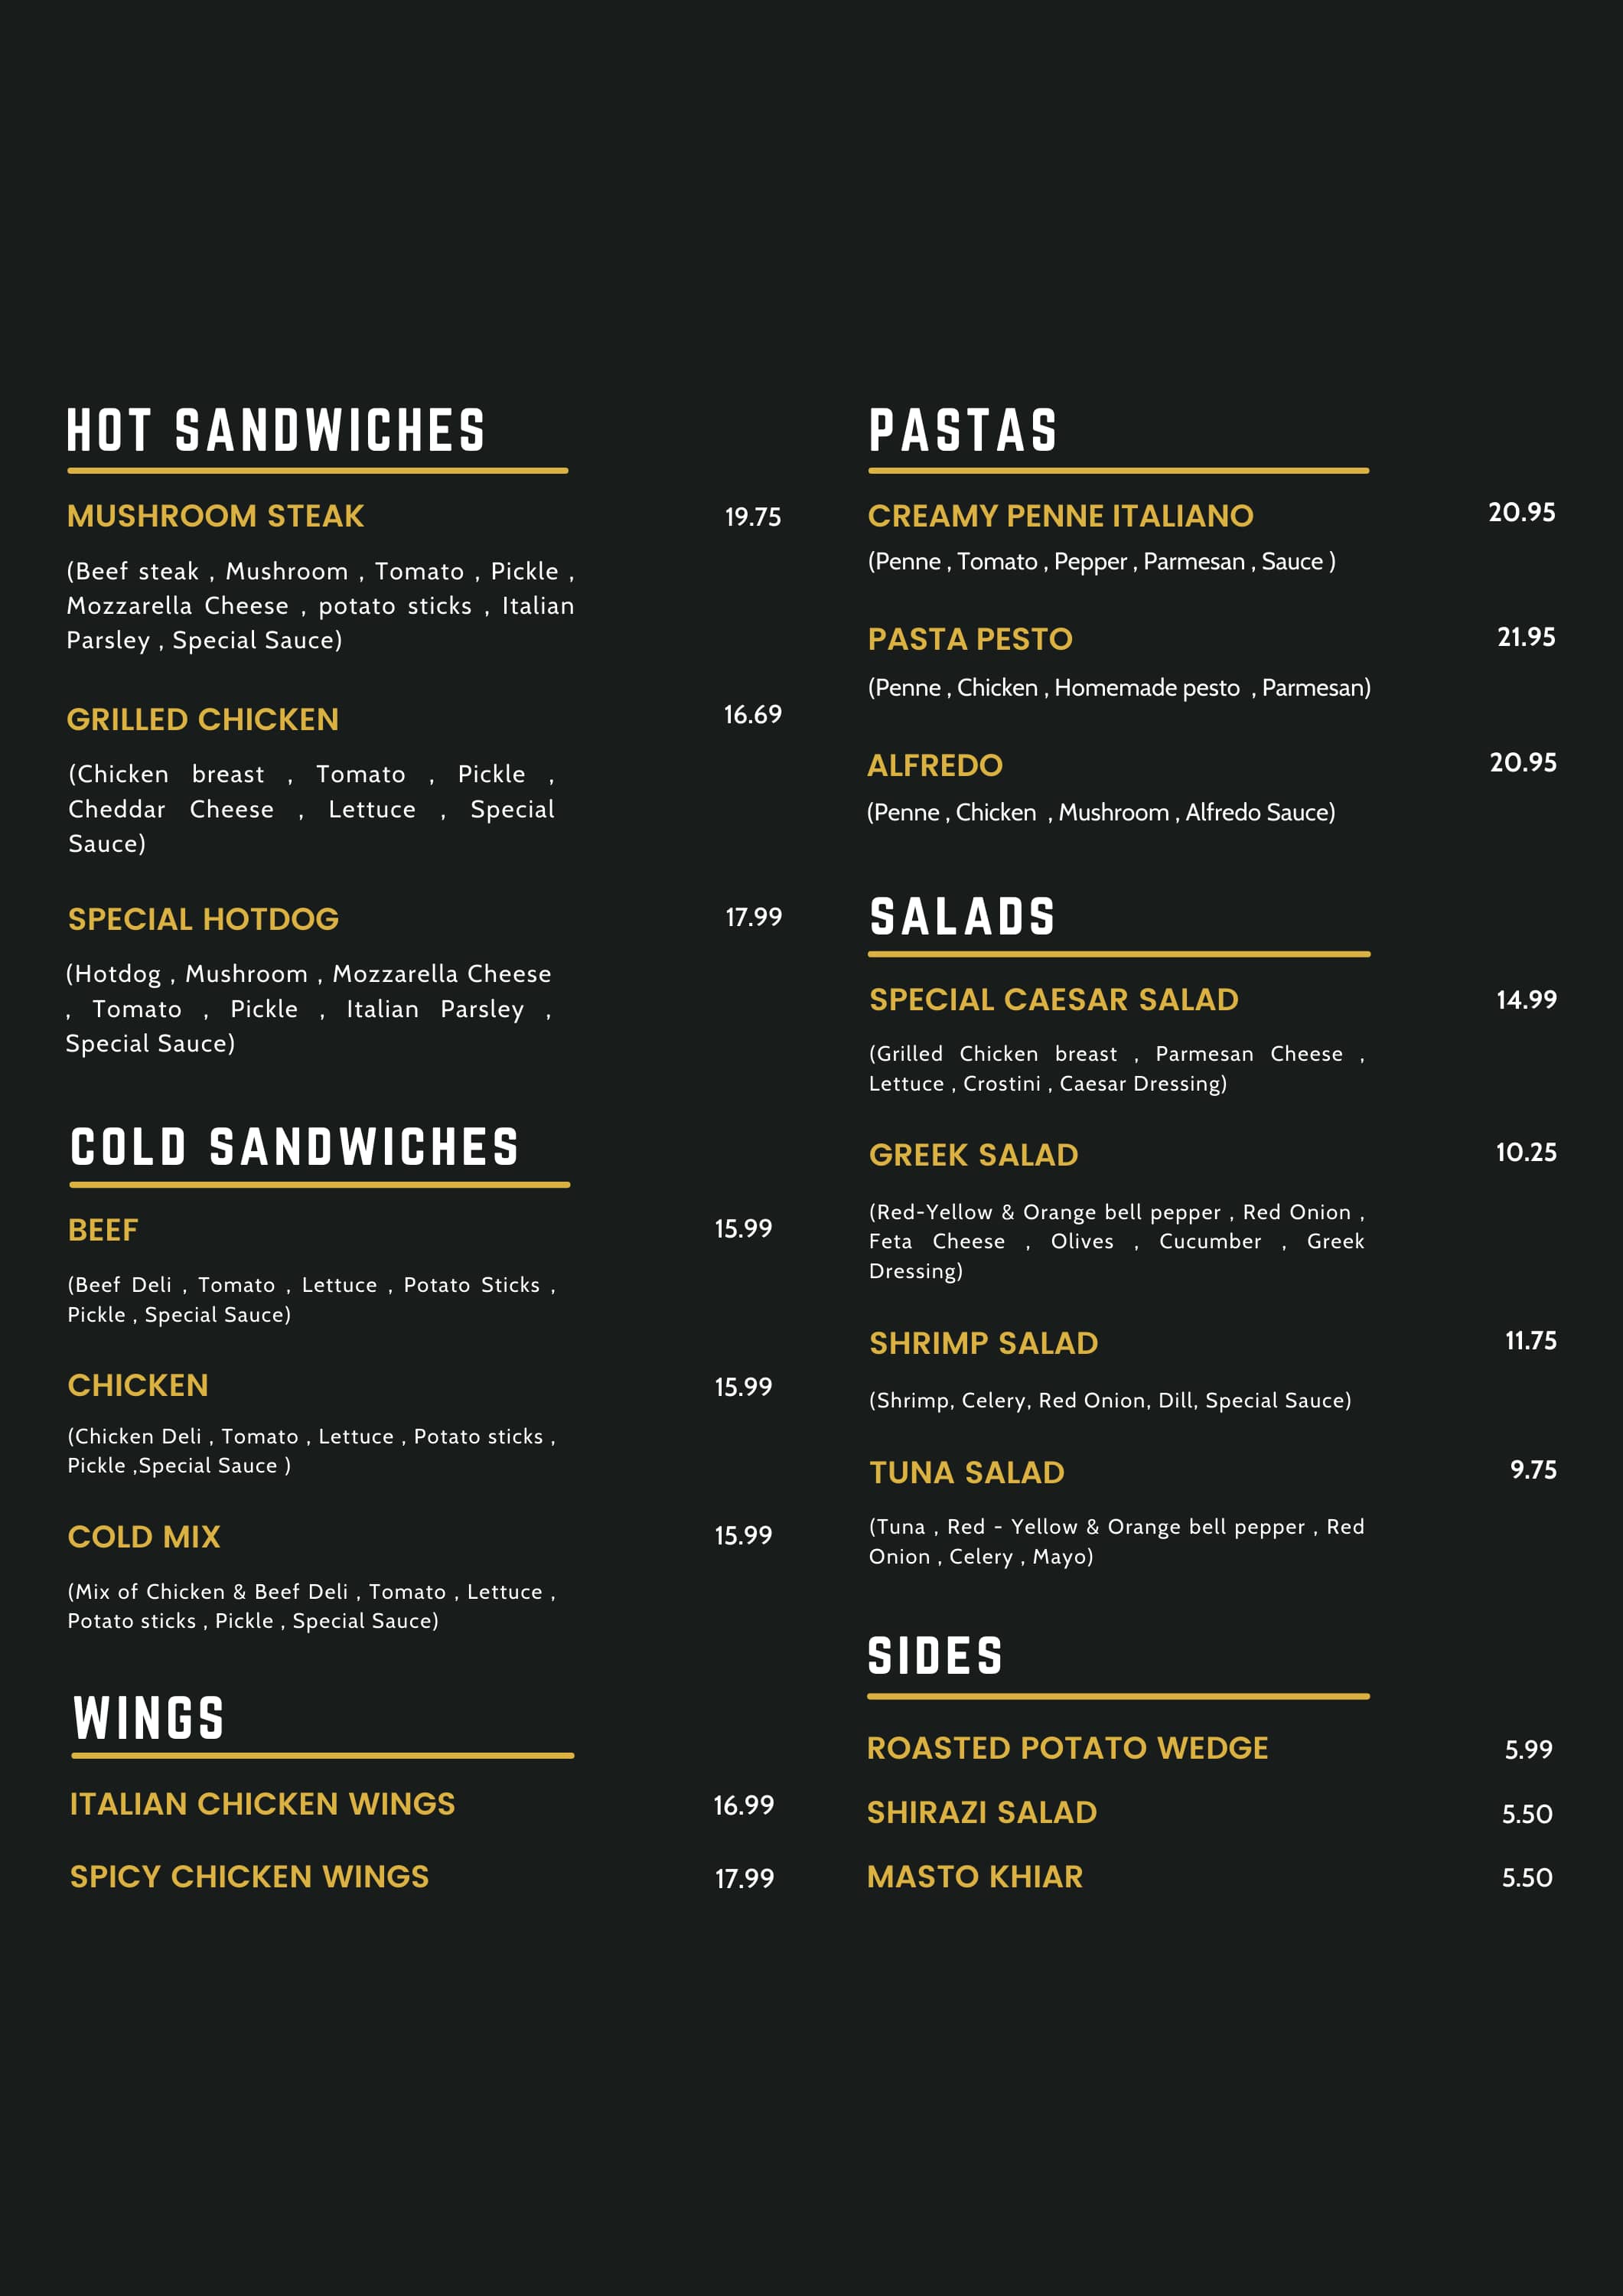 HOT SANDWICHES
MUSHROOM STEAK 19.75
(Beef steak , Mushroom , Tomato , Pickle ,
Mozzarella Cheese , potato sticks , Italian
Parsley , Special Sauce)
GRILLED CHICKEN 16.69
(Chicken breast , Tomato , Pickle ,
Cheddar Cheese , Lettuce , Special
Sauce)
SPECIAL HOTDOG 17.99
(Hotdog , Mushroom , Mozzarella Cheese
, Tomato , Pickle , Italian Parsley ,
Special Sauce)
COLD SANDWICHES
BEEF 15.99
(Beef Deli , Tomato , Lettuce , Potato Sticks ,
Pickle , Special Sauce)
CHICKEN 15.99
(Chicken Deli , Tomato , Lettuce , Potato sticks ,
Pickle ,Special Sauce )
COLD MIX 15.99
(Mix of Chicken & Beef Deli , Tomato , Lettuce ,
Potato sticks , Pickle , Special Sauce)
WINGS
ITALIAN CHICKEN WINGS 16.99
SPICY CHICKEN WINGS 17.99
PASTAS
CREAMY PENNE ITALIANO 20.95
(Penne , Tomato , Pepper , Parmesan , Sauce )
PASTA PESTO 21.95
(Penne , Chicken , Homemade pesto , Parmesan)
ALFREDO 20.95
(Penne , Chicken , Mushroom , Alfredo Sauce)
SALADS
SPECIAL CAESAR SALAD 14.99
(Grilled Chicken breast , Parmesan Cheese ,
Lettuce , Crostini , Caesar Dressing)
GREEK SALAD 10.25
(Red-Yellow & Orange bell pepper , Red Onion ,
Feta Cheese , Olives , Cucumber , Greek
Dressing)
SHRIMP SALAD 11.75
(Shrimp, Celery, Red Onion, Dill, Special Sauce)
TUNA SALAD 9.75
(Tuna , Red - Yellow & Orange bell pepper , Red
Onion , Celery , Mayo)
SIDES
ROASTED POTATO WEDGE 5.99
SHIRAZI SALAD 5.50
MASTO KHIAR 5.50